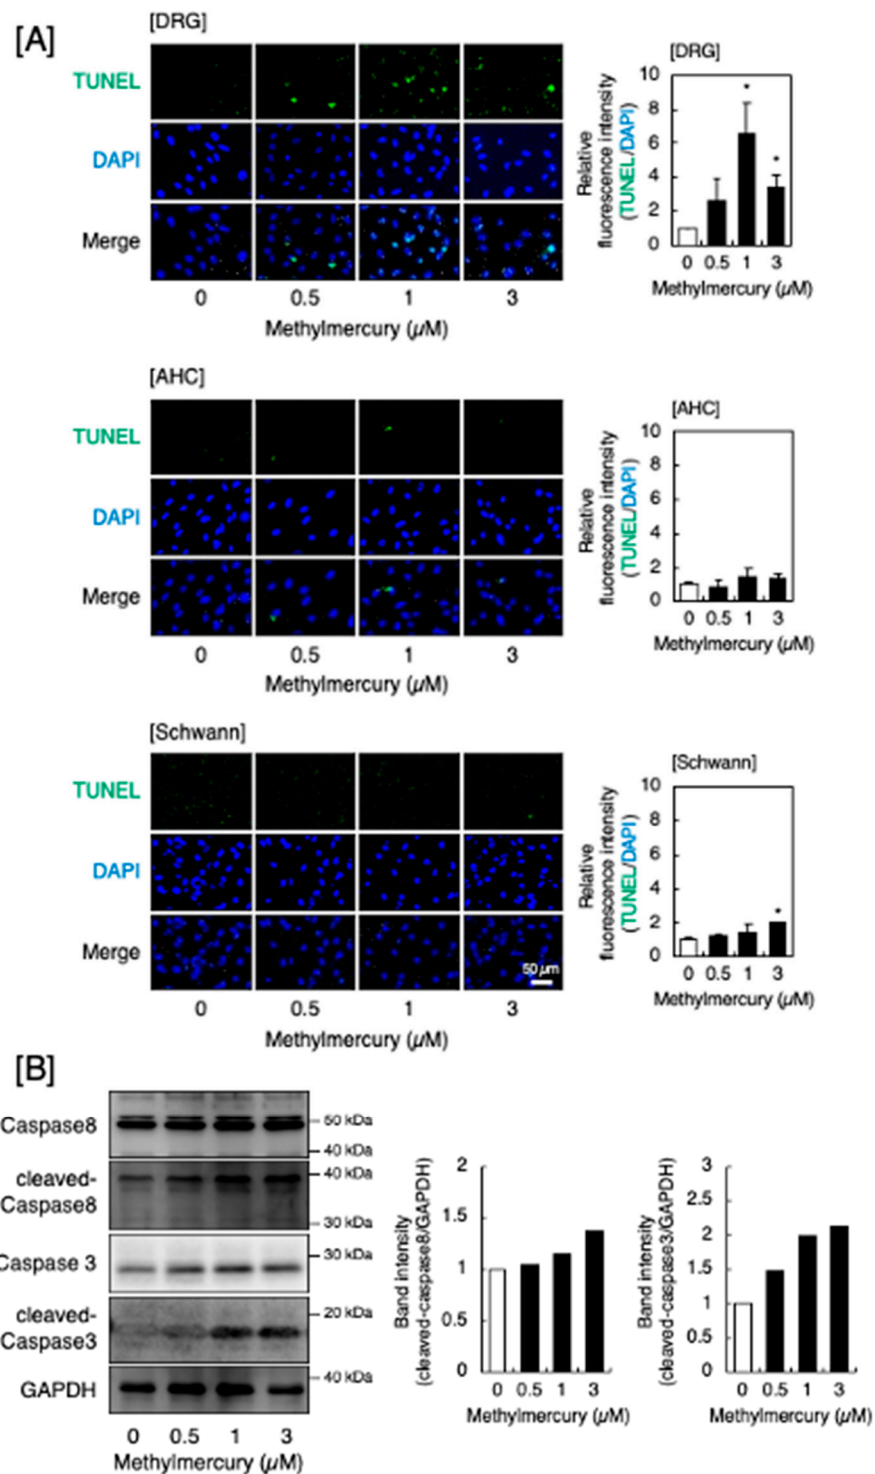 [A]
[DRG]
TUNEL
DAPI
Merge
0 0.5 1 3
Methylmercury (μM)
[DRG]
Relative
fluorescence intensity
(TUNEL/DAPI)
10
8
6
4
2
0
*
*
0 0.5 1 3
Methylmercury (μM)
[AHC]
TUNEL
DAPI
Merge
0 0.5 1 3
Methylmercury (μM)
[AHC]
Relative
fluorescence intensity
(TUNEL/DAPI)
10
8
6
4
2
0
0 0.5 1 3
Methylmercury (μM)
[Schwann]
TUNEL
DAPI
Merge
50 μm
0 0.5 1 3
Methylmercury (μM)
[Schwann]
Relative
fluorescence intensity
(TUNEL/DAPI)
10
8
6
4
2
0
*
0 0.5 1 3
Methylmercury (μM)
[B]
Caspase8
50 kDa
40 kDa
cleaved-
Caspase8
40 kDa
30 kDa
Caspase 3
30 kDa
cleaved-
Caspase3
20 kDa
GAPDH
40 kDa
0 0.5 1 3
Methylmercury (μM)
Band intensity
(cleaved-caspase8/GAPDH)
2
1.5
1
0.5
0
0 0.5 1 3
Methylmercury (μM)
Band intensity
(cleaved-caspase3/GAPDH)
3
2.5
2
1.5
1
0.5
0
0 0.5 1 3
Methylmercury (μM)